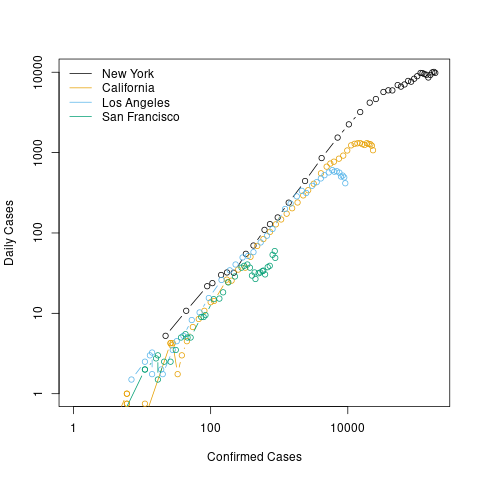 New York
California
Los Angeles
San Francisco
10000
1000
100
10
1
Daily Cases
1
100
10000
Confirmed Cases